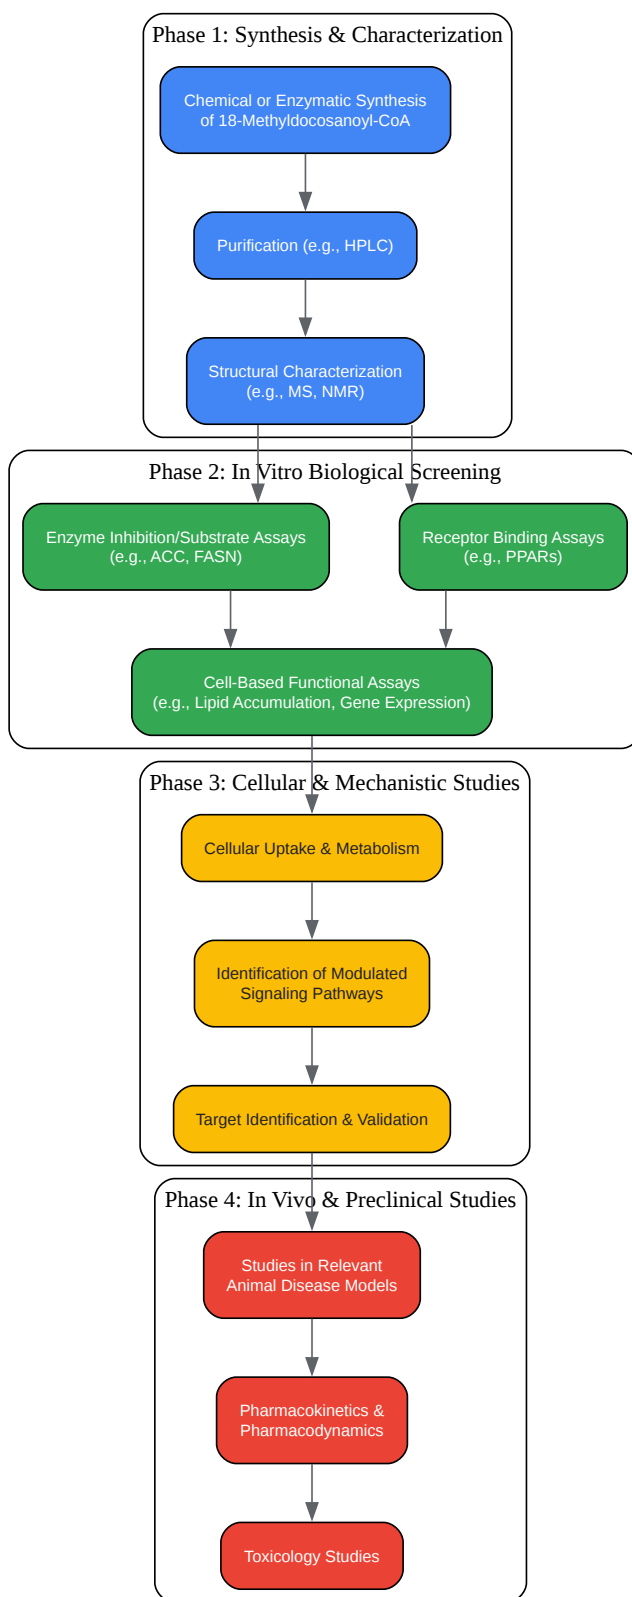 Phase 1: Synthesis & Characterization
Chemical or Enzymatic Synthesis
of 18-Methyldocosanoyl-CoA
Purification (e.g., HPLC)
Structural Characterization
(e.g., MS, NMR)
Phase 2: In Vitro Biological Screening
Enzyme Inhibition/Substrate Assays
(e.g., ACC, FASN)
Receptor Binding Assays
(e.g., PPARs)
Cell-Based Functional Assays
(e.g., Lipid Accumulation, Gene Expression)
Phase 3: Cellular & Mechanistic Studies
Cellular Uptake & Metabolism
Identification of Modulated
Signaling Pathways
Target Identification & Validation
Phase 4: In Vivo & Preclinical Studies
Studies in Relevant
Animal Disease Models
Pharmacokinetics &
Pharmacodynamics
Toxicology Studies